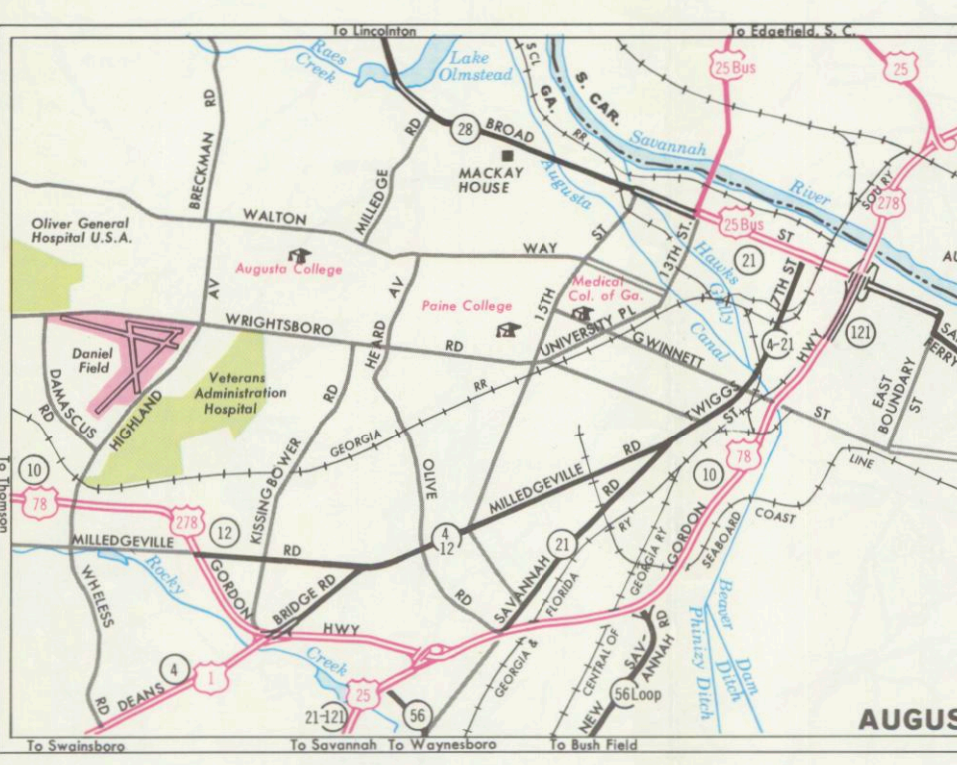 To Lincolnton
To Edgefield, S. C.
Raes
Creek
Lake
Olmstead
SCL
RR
GA.
S. CAR.
25 Bus
25
BRECKMAN RD
MILLEDGE RD
28
BROAD
MACKAY
HOUSE
Savannah
River
Augusta
SOU RY
278
Oliver General
Hospital U.S.A.
WALTON
WAY
ST
13TH ST.
25 Bus
ST
21
Hawks
Gully
Canal
7TH ST
Augusta College
AV
AV
Paine College
Medical
Col. of Ga.
15TH
UNIVERSITY PL
GWINNETT
4-21
121
HWY
WRIGHTSBORO
RD
HEARD
Daniel
Field
Veterans
Administration
Hospital
DAMASCUS
RD
HIGHLAND
RD
RR
GEORGIA
TWIGGS
ST
ST
EAST
BOUNDARY
ST
FERRY
To Thomson
10
78
278
12
KISSINGBOWER
OLIVE
MILLEDGEVILLE
RD
RD
10
78
LINE
COAST
SEABOARD
MILLEDGEVILLE
RD
4
12
21
RY
GEORGIA RY
GORDON
Rocky
GORDON
BRIDGE RD
RD
SAVANNAH
FLORIDA
WHELESS
RD
HWY
Creek
GEORGIA &
CENTRAL OF
SAV-
ANNAH
RD
NEW
56 Loop
Beaver
Dam
Ditch
Phinizy Ditch
4
DEANS
1
25
21-121
56
AUGUS
To Swainsboro
To Savannah
To Waynesboro
To Bush Field